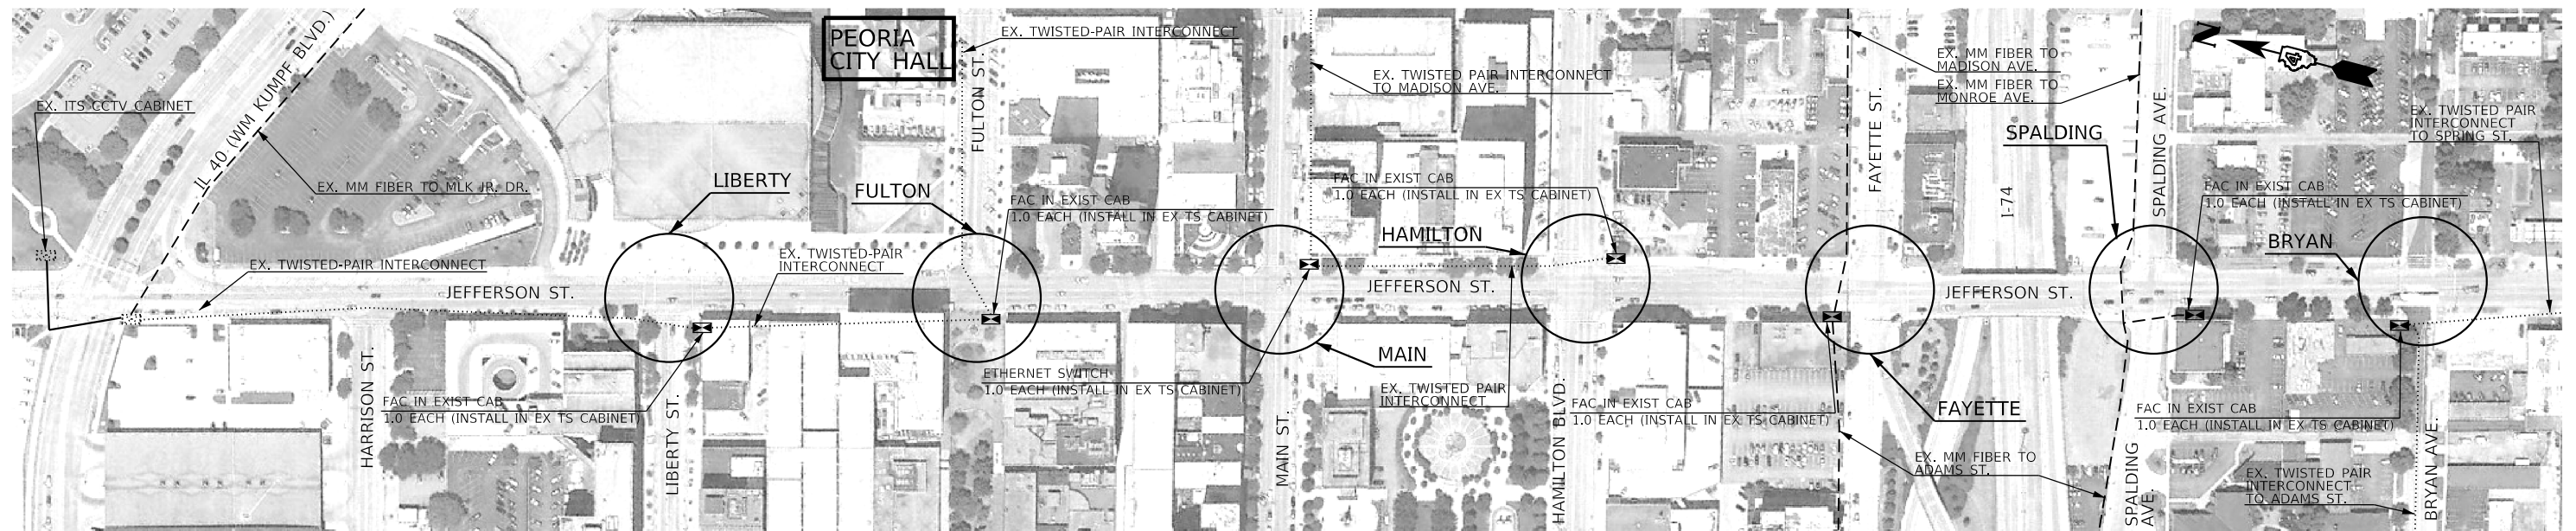 PEORIA
CITY HALL
EX. ITS CCTV CABINET
IL 40 (WM KUMPF BLVD.)
EX. MM FIBER TO MLK JR. DR.
EX. TWISTED-PAIR INTERCONNECT
JEFFERSON ST.
HARRISON ST.
FAC IN EXIST CAB
1.0 EACH (INSTALL IN EX TS CABINET)
LIBERTY ST.
LIBERTY
EX. TWISTED-PAIR
INTERCONNECT
FULTON
EX. TWISTED-PAIR INTERCONNECT
FULTON ST.
FAC IN EXIST CAB
1.0 EACH (INSTALL IN EX TS CABINET)
ETHERNET SWITCH
1.0 EACH (INSTALL IN EX TS CABINET)
MAIN ST.
MAIN
EX. TWISTED PAIR INTERCONNECT
TO MADISON AVE.
FAC IN EXIST CAB
1.0 EACH (INSTALL IN EX TS CABINET)
HAMILTON
JEFFERSON ST.
EX. TWISTED PAIR
INTERCONNECT
HAMILTON BLVD.
FAC IN EXIST CAB
1.0 EACH (INSTALL IN EX TS CABINET)
FAYETTE ST.
EX. MM FIBER TO
MADISON AVE.
EX. MM FIBER TO
MONROE AVE.
SPALDING
I-74
JEFFERSON ST.
FAYETTE
EX. MM FIBER TO
ADAMS ST.
SPALDING AVE.
SPALDING
AVE.
N
4
FAC IN EXIST CAB
1.0 EACH (INSTALL IN EX TS CABINET)
BRYAN
EX. TWISTED PAIR
INTERCONNECT
TO SPRING ST.
FAC IN EXIST CAB
1.0 EACH (INSTALL IN EX TS CABINET)
EX. TWISTED PAIR
INTERCONNECT
TO ADAMS ST.
BRYAN AVE.